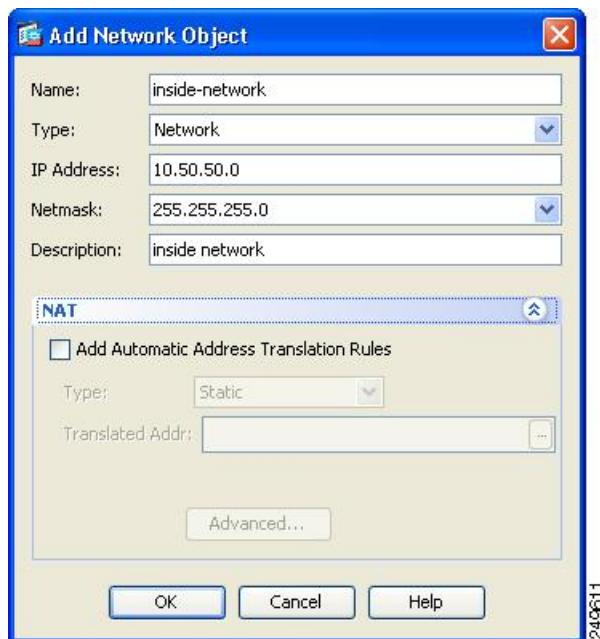 Add Network Object
Name: inside-network
Type: Network
IP Address: 10.50.50.0
Netmask: 255.255.255.0
Description: inside network
NAT
Add Automatic Address Translation Rules
Type: Static
Translated Addr: ...
Advanced...
OK Cancel Help
249611